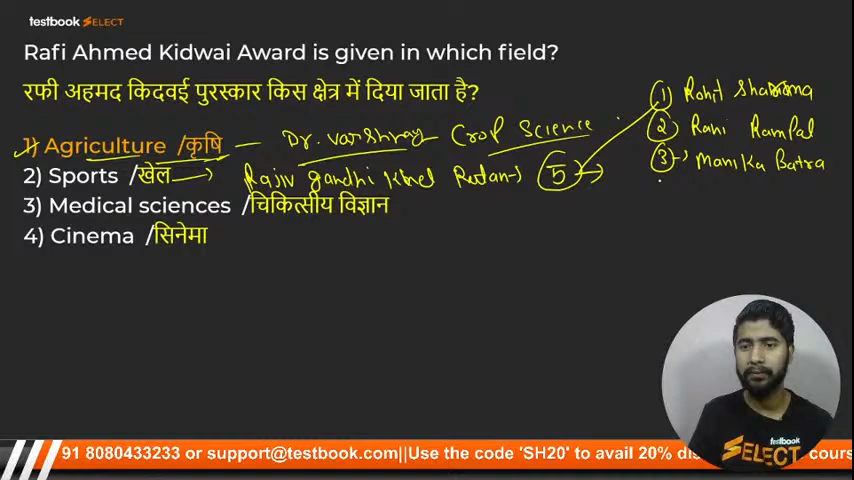 testbook SELECT
Rafi Ahmed Kidwai Award is given in which field?
रफी अहमद किदवई पुरस्कार किस क्षेत्र में दिया जाता है?
1) Agriculture /कृषि — Dr. Varshney — Crop Science
2) Sports /खेल → Rajiv gandhi Khel Ratan → 5 →
3) Medical sciences /चिकित्सीय विज्ञान
4) Cinema /सिनेमा
1 Rohit Sharma
2 Rani Rampal
3 → Manika Batra
testbook
SELECT
91 8080433233 or support@testbook.com||Use the code 'SH20' to avail 20% dis cours